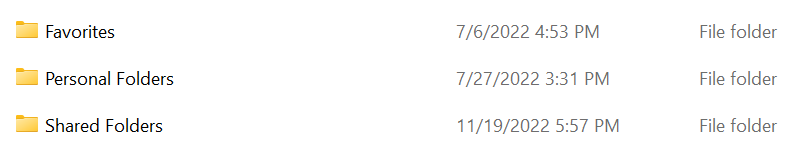 Favorites 7/6/2022 4:53 PM File folder
Personal Folders 7/27/2022 3:31 PM File folder
Shared Folders 11/19/2022 5:57 PM File folder